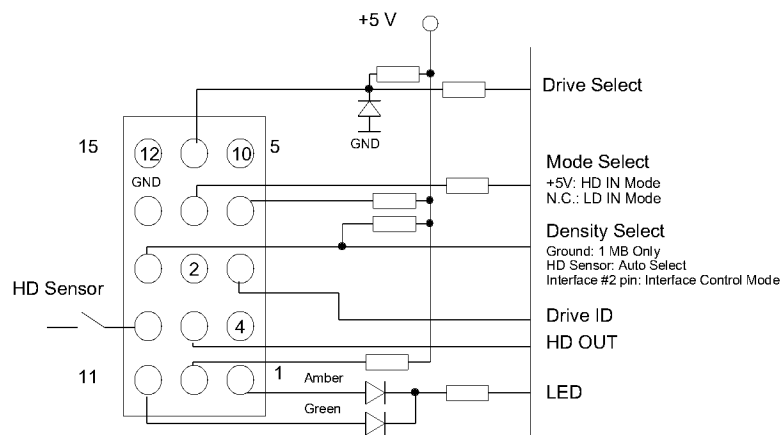 +5 V
Drive Select
GND
15
12
10
5
GND
Mode Select
+5V: HD IN Mode
N.C.: LD IN Mode
Density Select
Ground: 1 MB Only
HD Sensor: Auto Select
Interface #2 pin: Interface Control Mode
2
HD Sensor
Drive ID
4
HD OUT
11
1
Amber
LED
Green